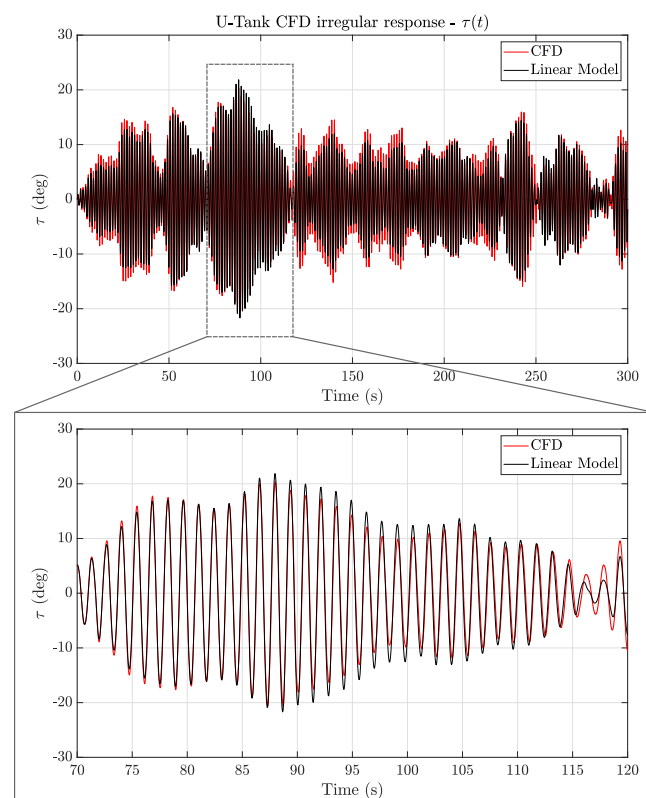 U-Tank CFD irregular response - τ(t)
CFD
Linear Model
30
20
10
0
-10
-20
-30
τ (deg)
0 50 100 150 200 250 300
Time (s)
CFD
Linear Model
30
20
10
0
-10
-20
-30
τ (deg)
70 75 80 85 90 95 100 105 110 115 120
Time (s)